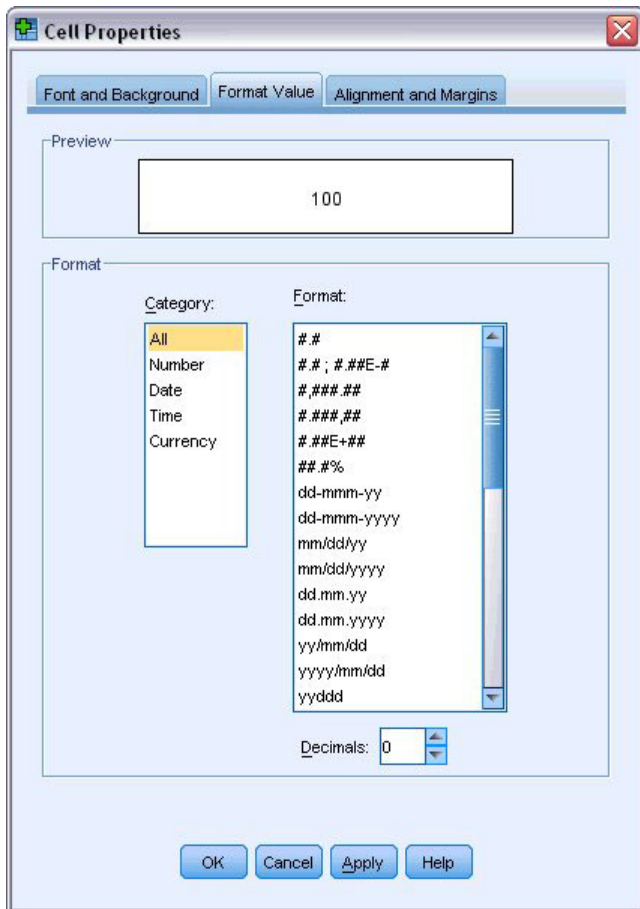 Cell Properties
Font and Background
Format Value
Alignment and Margins
Preview
100
Format
Category:
All
Number
Date
Time
Currency
Format:
#.#
#.# ; #.##E-#
#,###.##
#.###,##
#.##E+##
##.#%
dd-mmm-yy
dd-mmm-yyyy
mm/dd/yy
mm/dd/yyyy
dd.mm.yy
dd.mm.yyyy
yy/mm/dd
yyyy/mm/dd
yyddd
Decimals: 0
OK Cancel Apply Help